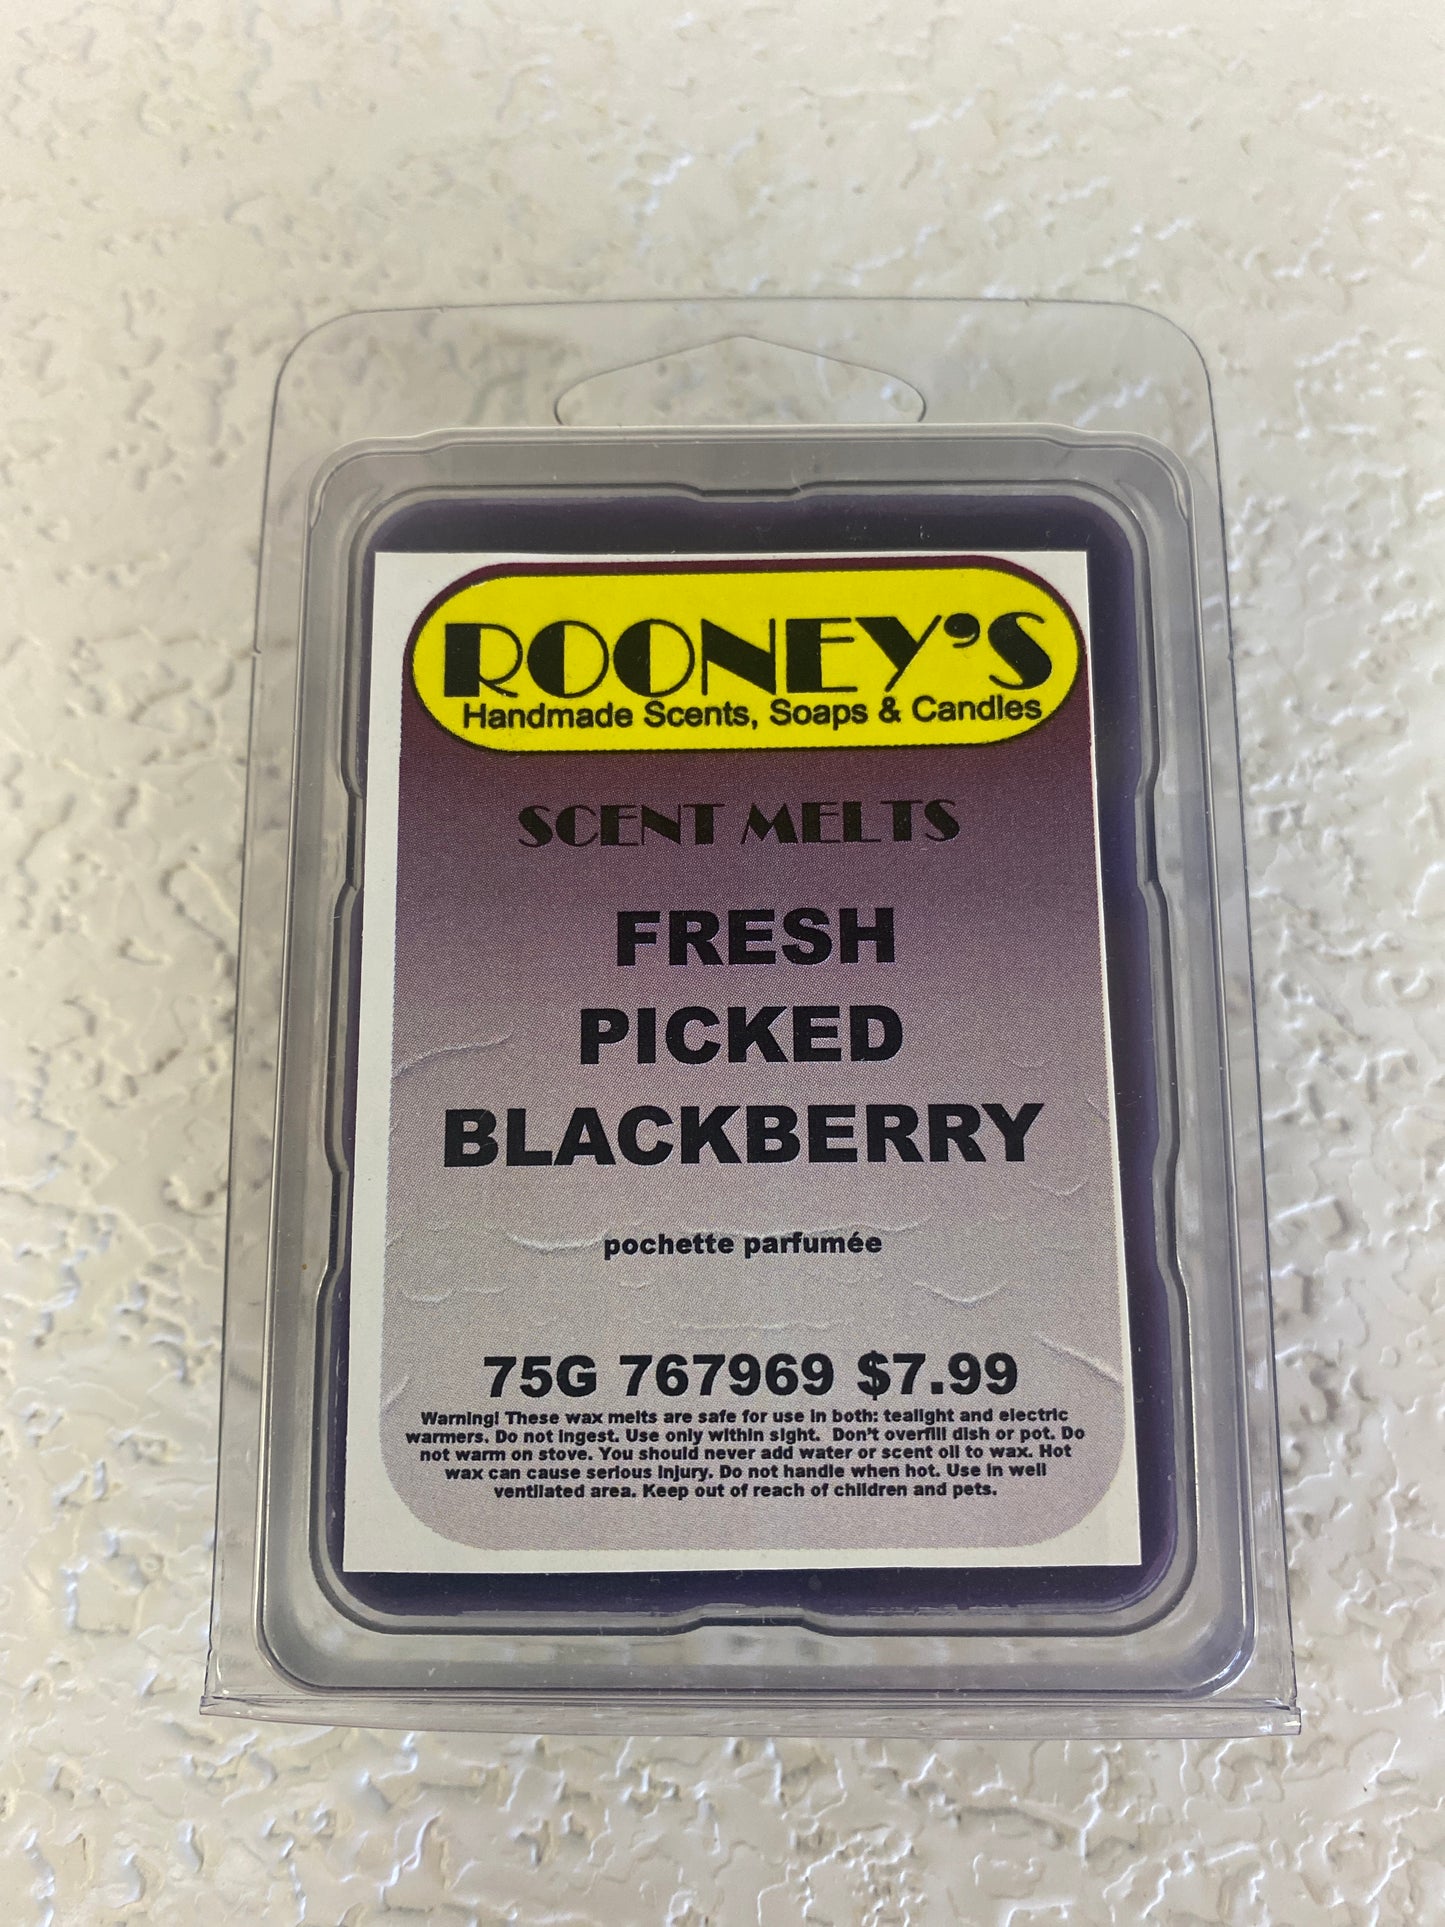 ROONEY'S
Handmade Scents, Soaps & Candles
SCENT MELTS
FRESH
PICKED
BLACKBERRY
pochette parfumée
75G 767969 $7.99
Warning! These wax melts are safe for use in both: tealight and electric
warmers. Do not ingest. Use only within sight. Don't overfill dish or pot. Do
not warm on stove. You should never add water or scent oil to wax. Hot
wax can cause serious injury. Do not handle when hot. Use in well
ventilated area. Keep out of reach of children and pets.